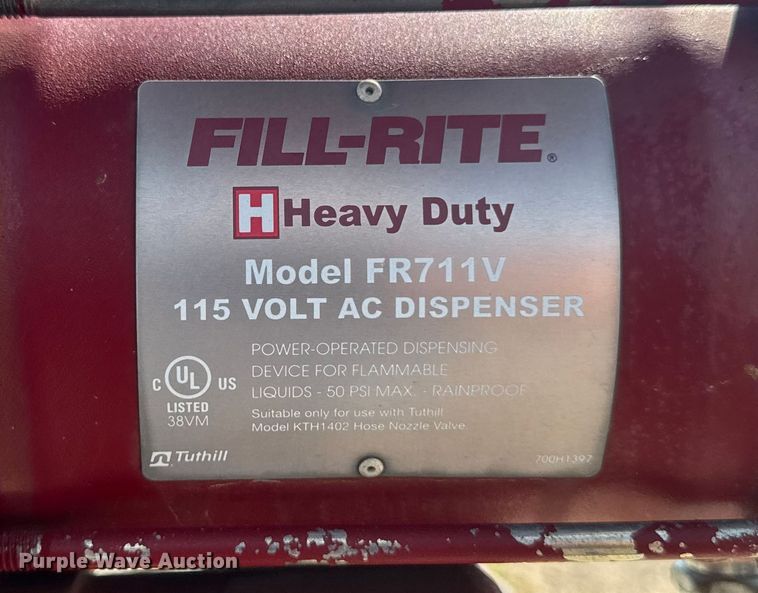 FILL-RITE®
H Heavy Duty
Model FR711V
115 VOLT AC DISPENSER
POWER-OPERATED DISPENSING
DEVICE FOR FLAMMABLE
LIQUIDS - 50 PSI MAX. - RAINPROOF
Suitable only for use with Tuthill
Model KTH1402 Hose Nozzle Valve
C UL US
LISTED
38VM
Tuthill
700H1397
Purple Wave Auction